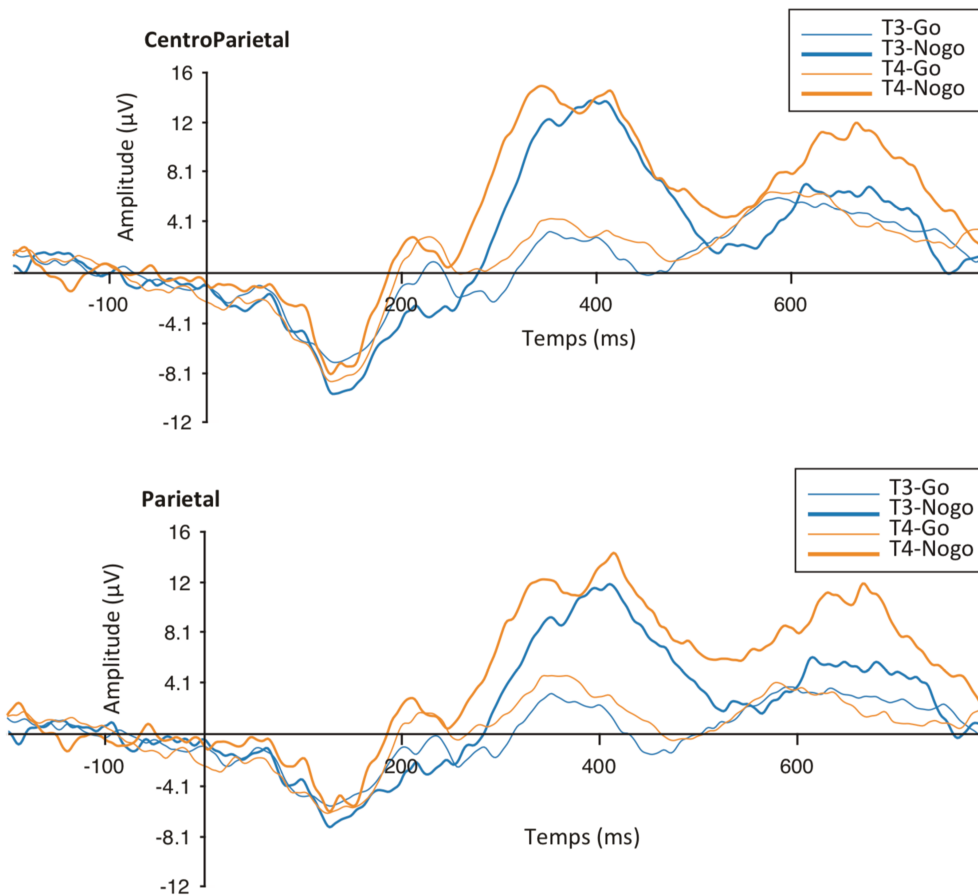 CentroParietal
T3-Go
T3-Nogo
T4-Go
T4-Nogo
Amplitude (µV)
16
12
8.1
4.1
-4.1
-8.1
-12
-100
200
400
600
Temps (ms)
Parietal
T3-Go
T3-Nogo
T4-Go
T4-Nogo
Amplitude (µV)
16
12
8.1
4.1
-4.1
-8.1
-12
-100
200
400
600
Temps (ms)